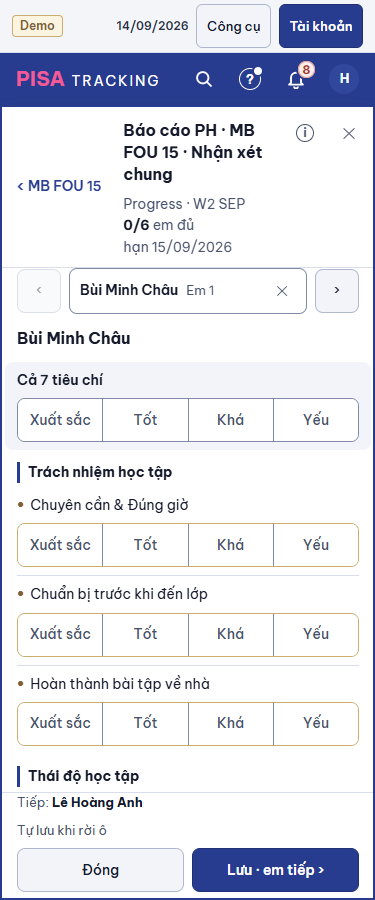 Demo 14/09/2026 Công cụ Tài khoản
PISA TRACKING ? 8 H
‹ MB FOU 15
Báo cáo PH · MB
FOU 15 · Nhận xét
chung
Progress · W2 SEP
0/6 em đủ
hạn 15/09/2026
‹ Bùi Minh Châu Em 1 ›
Bùi Minh Châu
Cả 7 tiêu chí
Xuất sắc Tốt Khá Yếu
Trách nhiệm học tập
• Chuyên cần & Đúng giờ
Xuất sắc Tốt Khá Yếu
• Chuẩn bị trước khi đến lớp
Xuất sắc Tốt Khá Yếu
• Hoàn thành bài tập về nhà
Xuất sắc Tốt Khá Yếu
Thái độ học tập
Tiếp: Lê Hoàng Anh
Tự lưu khi rời ô
Đóng Lưu · em tiếp ›